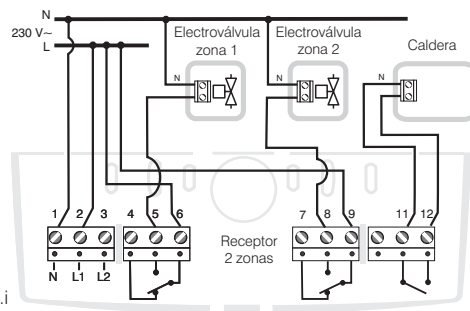 N
230 V~
L
Electroválvula
zona 1
Electroválvula
zona 2
Caldera
N
N
1 2 3 4 5 6
7 8 9 11 12
N L1 L2
Receptor
2 zonas
.i